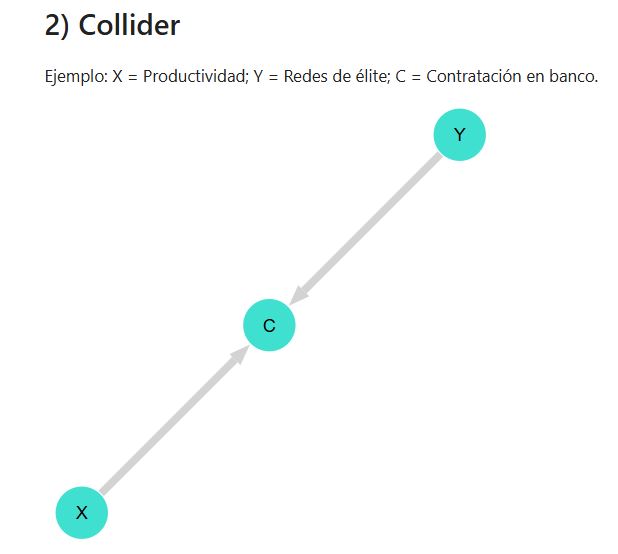 2) Collider
Ejemplo: X = Productividad; Y = Redes de élite; C = Contratación en banco.
Y
C
X